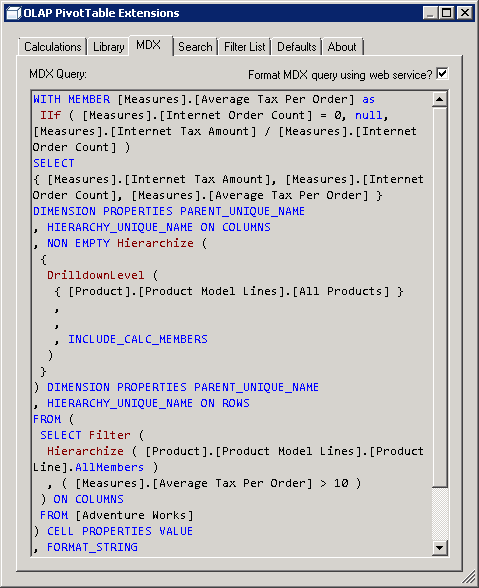 OLAP PivotTable Extensions
Calculations Library MDX Search Filter List Defaults About
MDX Query: Format MDX query using web service?
WITH MEMBER [Measures].[Average Tax Per Order] as
IIf ( [Measures].[Internet Order Count] = 0, null,
[Measures].[Internet Tax Amount] / [Measures].[Internet
Order Count] )
SELECT
{ [Measures].[Internet Tax Amount], [Measures].[Internet
Order Count], [Measures].[Average Tax Per Order] }
DIMENSION PROPERTIES PARENT_UNIQUE_NAME
, HIERARCHY_UNIQUE_NAME ON COLUMNS
, NON EMPTY Hierarchize (
{
DrilldownLevel (
{ [Product].[Product Model Lines].[All Products] }
,
,
, INCLUDE_CALC_MEMBERS
)
}
) DIMENSION PROPERTIES PARENT_UNIQUE_NAME
, HIERARCHY_UNIQUE_NAME ON ROWS
FROM (
SELECT Filter (
Hierarchize ( [Product].[Product Model Lines].[Product
Line].AllMembers )
, ( [Measures].[Average Tax Per Order] > 10 )
) ON COLUMNS
FROM [Adventure Works]
) CELL PROPERTIES VALUE
, FORMAT_STRING